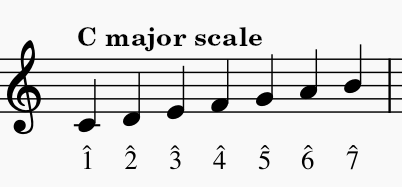 C major scale
1̂ 2̂ 3̂ 4̂ 5̂ 6̂ 7̂